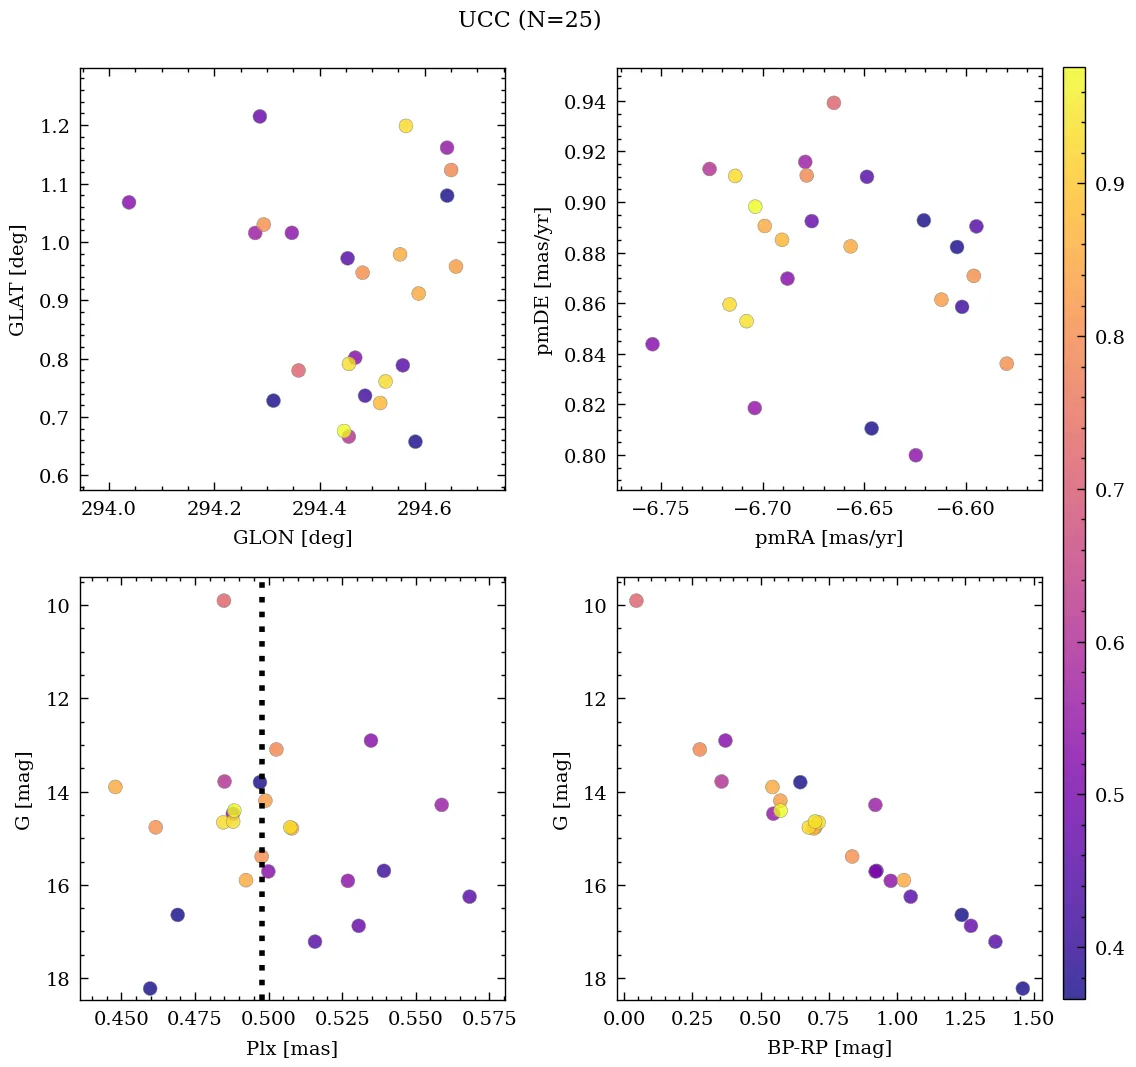 UCC (N=25)
1.2
1.1
1.0
0.9
0.8
0.7
0.6
GLAT [deg]
294.0 294.2 294.4 294.6
GLON [deg]
0.94
0.92
0.90
0.88
0.86
0.84
0.82
0.80
pmDE [mas/yr]
−6.75 −6.70 −6.65 −6.60
pmRA [mas/yr]
10
12
14
16
18
G [mag]
0.450 0.475 0.500 0.525 0.550 0.575
Plx [mas]
10
12
14
16
18
G [mag]
0.00 0.25 0.50 0.75 1.00 1.25 1.50
BP-RP [mag]
0.9
0.8
0.7
0.6
0.5
0.4